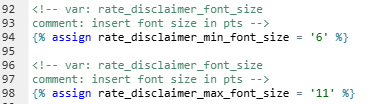 92 <!-- var: rate_disclaimer_font_size
93 comment: insert font size in pts -->
94 {% assign rate_disclaimer_min_font_size = '6' %}
95
96 <!-- var: rate_disclaimer_font_size
97 comment: insert font size in pts -->
98 {% assign rate_disclaimer_max_font_size = '11' %}